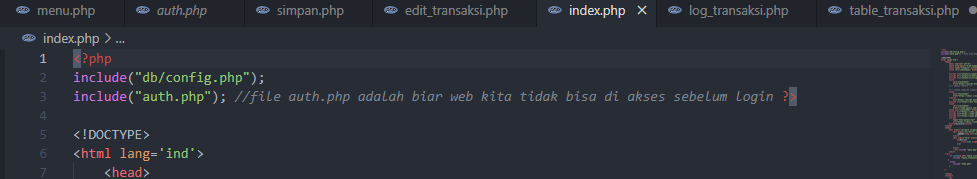 menu.php auth.php simpan.php edit_transaksi.php index.php × log_transaksi.php table_transaksi.php
index.php > ...
1 <?php
2 include("db/config.php");
3 include("auth.php"); //file auth.php adalah biar web kita tidak bisa di akses sebelum login ?>
4
5 <!DOCTYPE>
6 <html lang='ind'>
7 <head>